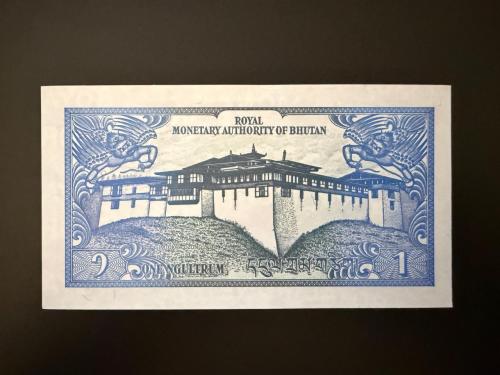 ROYAL
MONETARY AUTHORITY OF BHUTAN
༡ ONE NGULTRUM 1